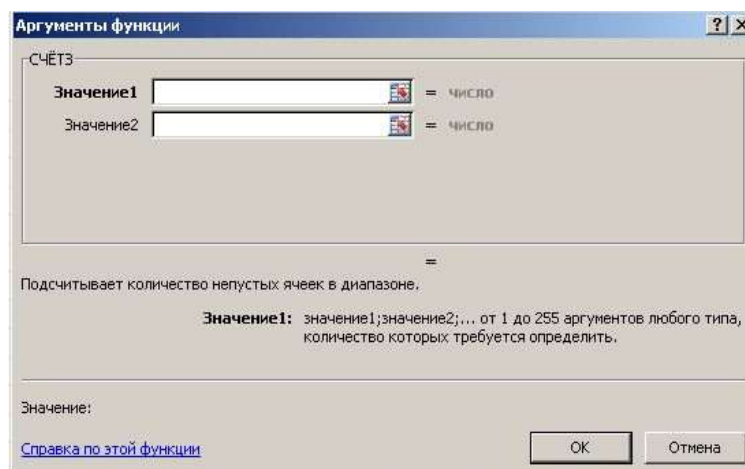 Аргументы функции
СЧЁТЗ
Значение1 = число
Значение2 = число
=
Подсчитывает количество непустых ячеек в диапазоне.
Значение1: значение1;значение2;... от 1 до 255 аргументов любого типа,
количество которых требуется определить.
Значение:
Справка по этой функции ОК Отмена